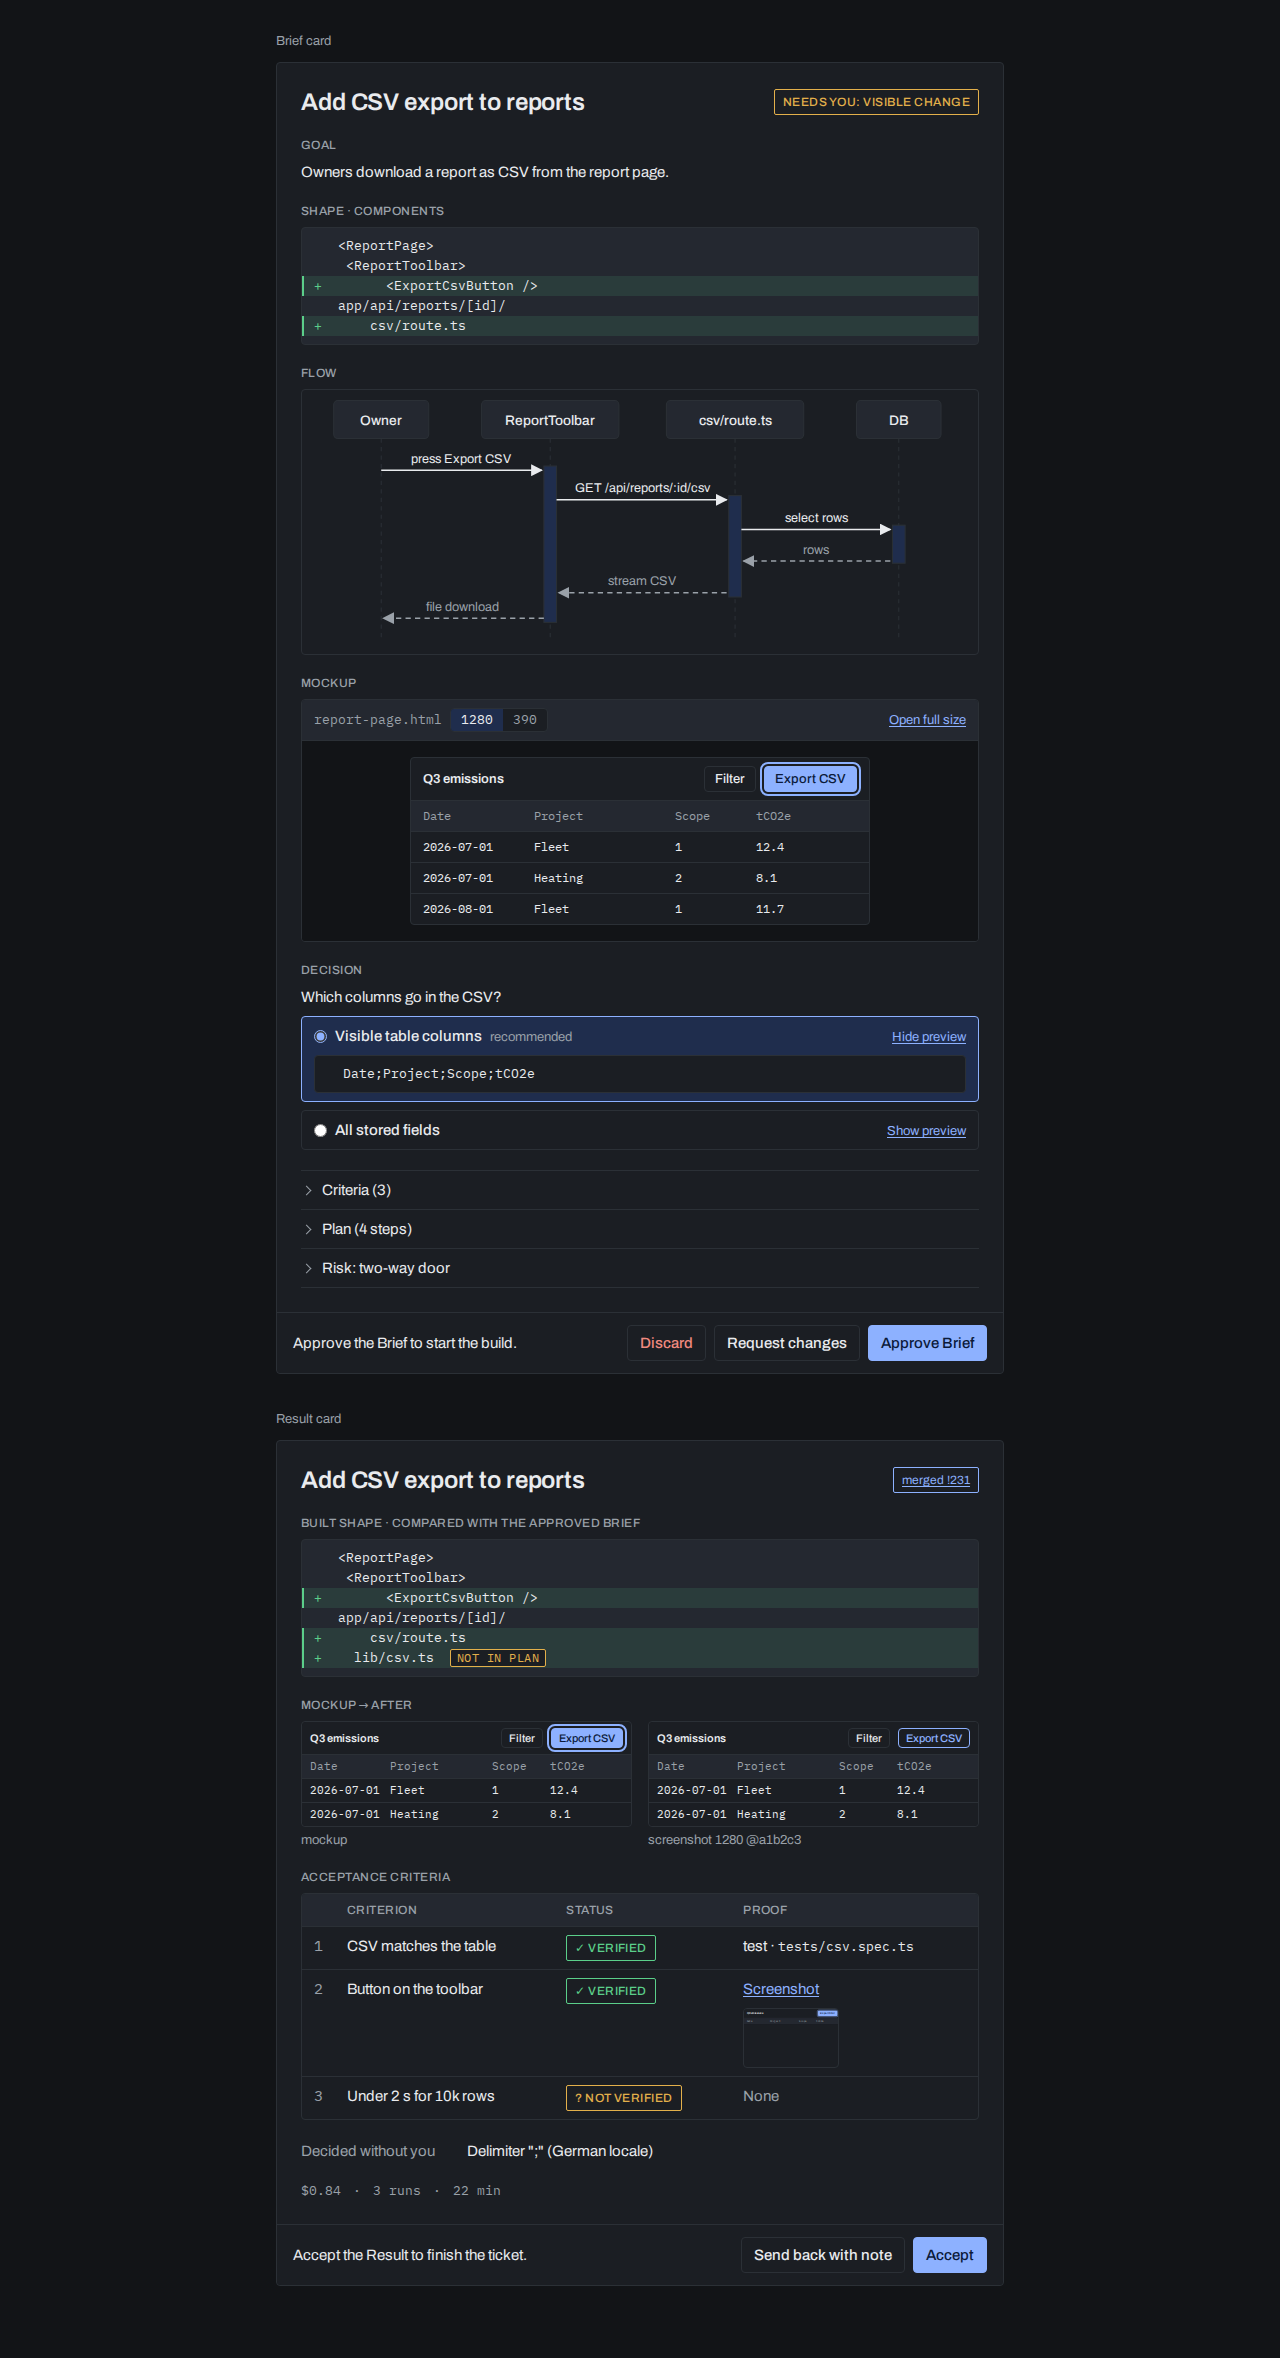 Brief card
Add CSV export to reports
NEEDS YOU: VISIBLE CHANGE
GOAL
Owners download a report as CSV from the report page.
SHAPE · COMPONENTS
<ReportPage>
<ReportToolbar>
+ <ExportCsvButton />
app/api/reports/[id]/
+ csv/route.ts
FLOW
Owner ReportToolbar csv/route.ts DB
press Export CSV
GET /api/reports/:id/csv
select rows
rows
stream CSV
file download
MOCKUP
report-page.html 1280 390 Open full size
Q3 emissions Filter Export CSV
Date Project Scope tCO2e
2026-07-01 Fleet 1 12.4
2026-07-01 Heating 2 8.1
2026-08-01 Fleet 1 11.7
DECISION
Which columns go in the CSV?
Visible table columns recommended Hide preview
Date;Project;Scope;tCO2e
All stored fields Show preview
Criteria (3)
Plan (4 steps)
Risk: two-way door
Approve the Brief to start the build. Discard Request changes Approve Brief
Result card
Add CSV export to reports
merged !231
BUILT SHAPE · COMPARED WITH THE APPROVED BRIEF
<ReportPage>
<ReportToolbar>
+ <ExportCsvButton />
app/api/reports/[id]/
+ csv/route.ts
+ lib/csv.ts NOT IN PLAN
MOCKUP → AFTER
Q3 emissions Filter Export CSV
Date Project Scope tCO2e
2026-07-01 Fleet 1 12.4
2026-07-01 Heating 2 8.1
mockup
Q3 emissions Filter Export CSV
Date Project Scope tCO2e
2026-07-01 Fleet 1 12.4
2026-07-01 Heating 2 8.1
screenshot 1280 @a1b2c3
ACCEPTANCE CRITERIA
CRITERION STATUS PROOF
1 CSV matches the table ✓ VERIFIED test · tests/csv.spec.ts
2 Button on the toolbar ✓ VERIFIED Screenshot
3 Under 2 s for 10k rows ? NOT VERIFIED None
Decided without you Delimiter ";" (German locale)
$0.84 · 3 runs · 22 min
Accept the Result to finish the ticket. Send back with note Accept